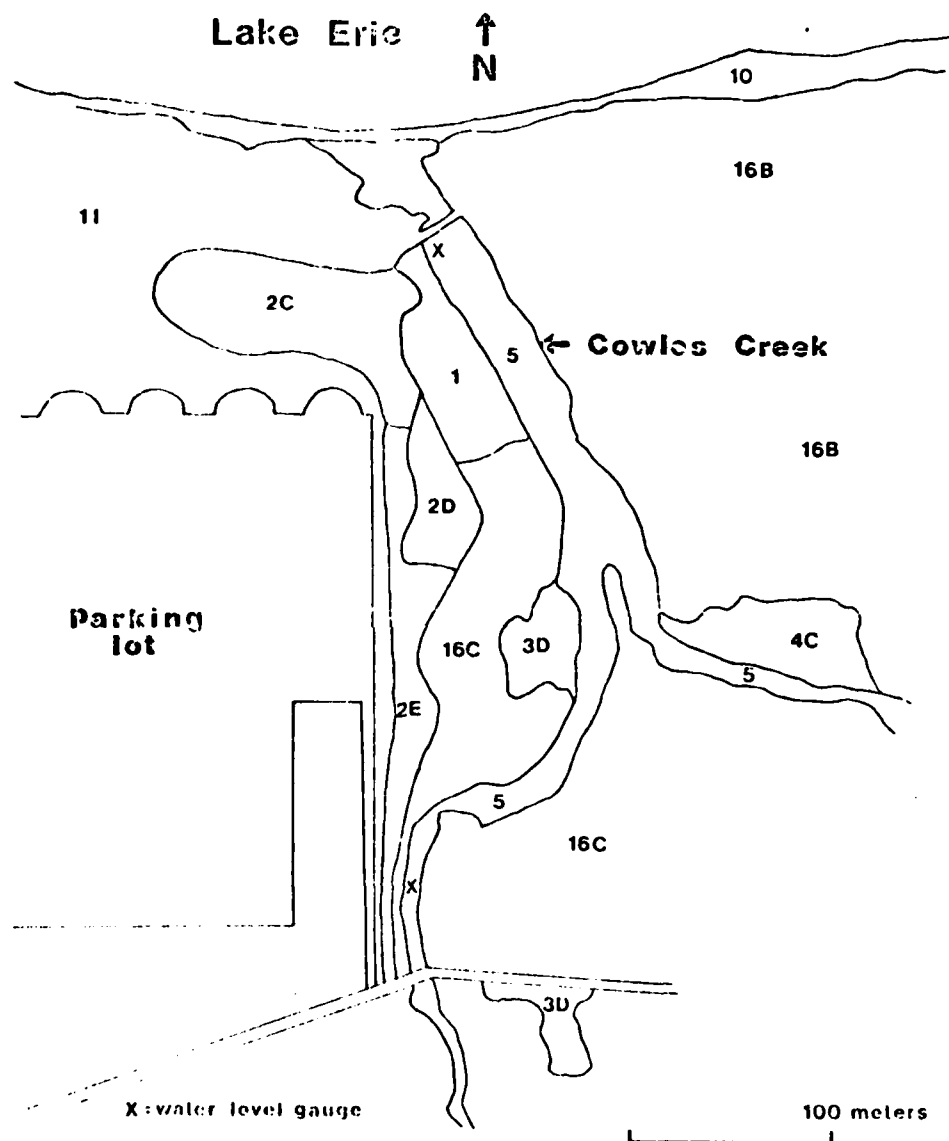 Lake Erie
N
10
16B
11
X
2C
5
Cowles Creek
1
16B
2D
Parking
lot
16C
3D
4C
5
2E
5
16C
X
3D
X:water level gauge
100 meters